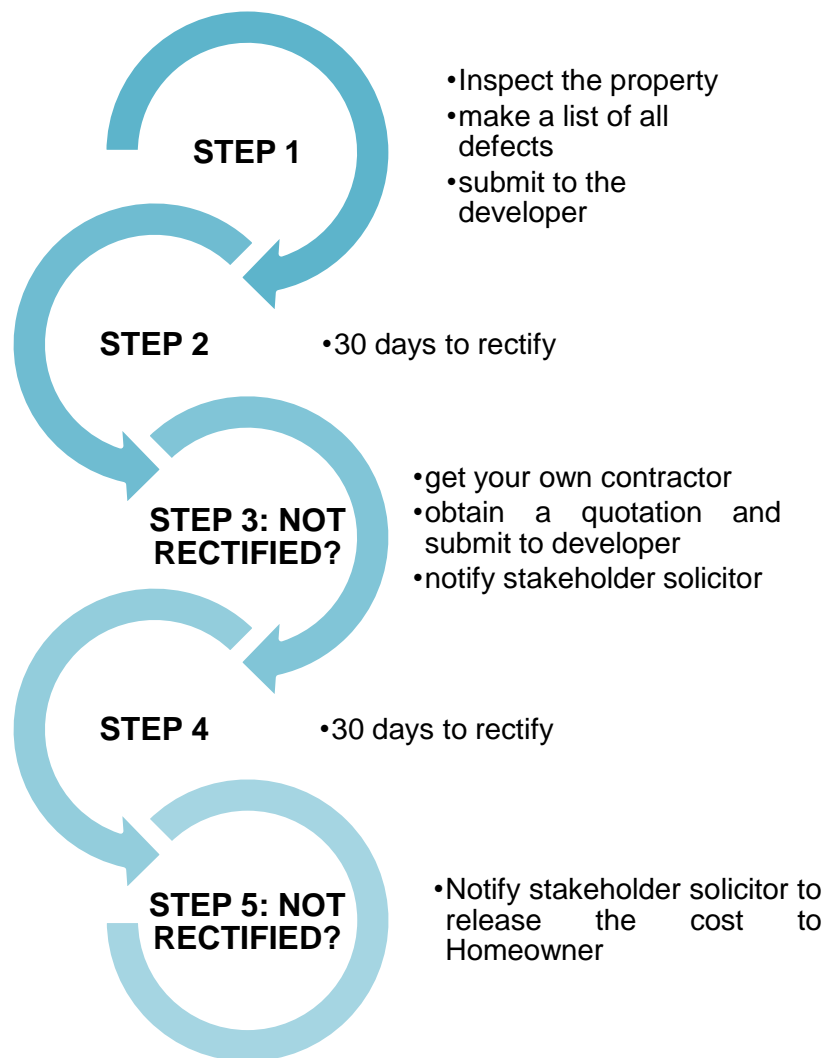 •Inspect the property
•make a list of all
defects
•submit to the
developer
STEP 1
STEP 2
•30 days to rectify
STEP 3: NOT
RECTIFIED?
•get your own contractor
•obtain a quotation and
submit to developer
•notify stakeholder solicitor
STEP 4
•30 days to rectify
STEP 5: NOT
RECTIFIED?
•Notify stakeholder solicitor to
release the cost to
Homeowner